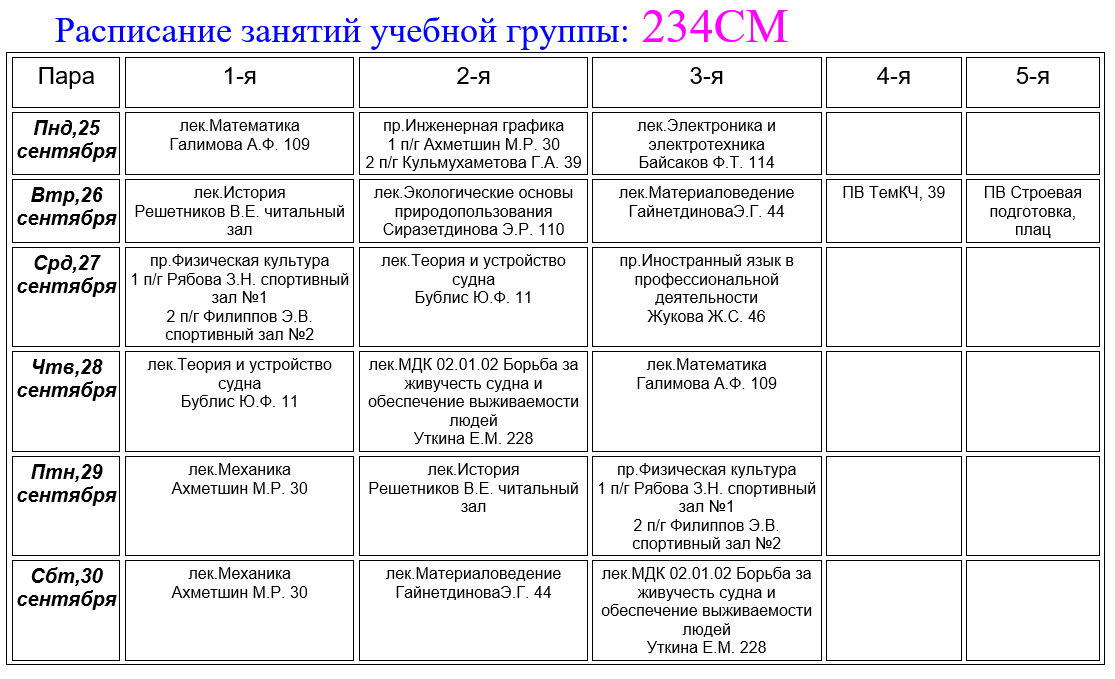 Расписание занятий учебной группы: 234СМ
Пара
1-я
2-я
3-я
4-я
5-я
Пнд,25
сентября
лек.Математика
Галимова А.Ф. 109
пр.Инженерная графика
1 п/г Ахметшин М.Р. 30
2 п/г Кульмухаметова Г.А. 39
лек.Электроника и
электротехника
Байсаков Ф.Т. 114
Втр,26
сентября
лек.История
Решетников В.Е. читальный
зал
лек.Экологические основы
природопользования
Сиразетдинова Э.Р. 110
лек.Материаловедение
ГайнетдиноваЭ.Г. 44
ПВ ТемКЧ, 39
ПВ Строевая
подготовка,
плац
Срд,27
сентября
пр.Физическая культура
1 п/г Рябова З.Н. спортивный
зал №1
2 п/г Филиппов Э.В.
спортивный зал №2
лек.Теория и устройство
судна
Бублис Ю.Ф. 11
пр.Иностранный язык в
профессиональной
деятельности
Жукова Ж.С. 46
Чтв,28
сентября
лек.Теория и устройство
судна
Бублис Ю.Ф. 11
лек.МДК 02.01.02 Борьба за
живучесть судна и
обеспечение выживаемости
людей
Уткина Е.М. 228
лек.Математика
Галимова А.Ф. 109
Птн,29
сентября
лек.Механика
Ахметшин М.Р. 30
лек.История
Решетников В.Е. читальный
зал
пр.Физическая культура
1 п/г Рябова З.Н. спортивный
зал №1
2 п/г Филиппов Э.В.
спортивный зал №2
Сбт,30
сентября
лек.Механика
Ахметшин М.Р. 30
лек.Материаловедение
ГайнетдиноваЭ.Г. 44
лек.МДК 02.01.02 Борьба за
живучесть судна и
обеспечение выживаемости
людей
Уткина Е.М. 228